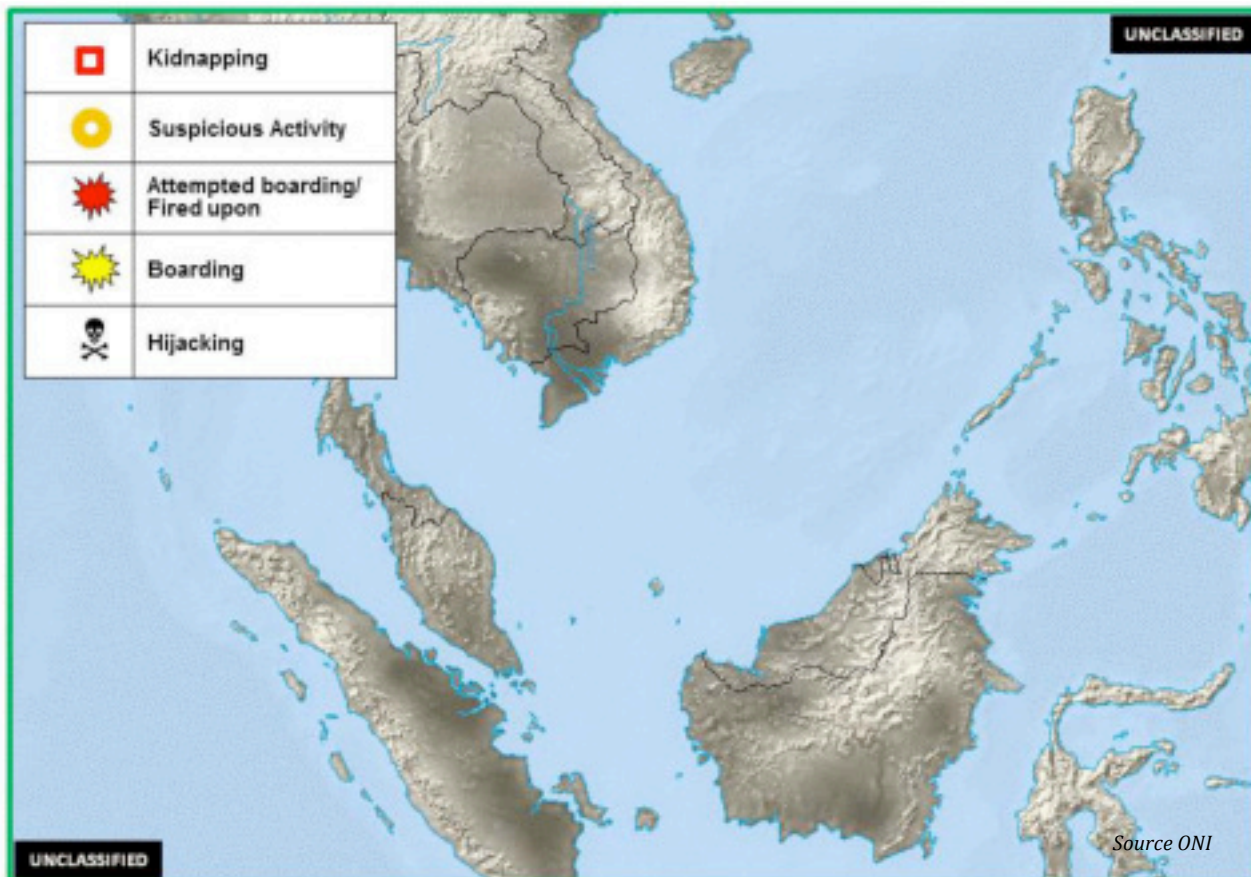 UNCLASSIFIED
Kidnapping
Suspicious Activity
Attempted boarding/
Fired upon
Boarding
Hijacking
Source ONI
UNCLASSIFIED